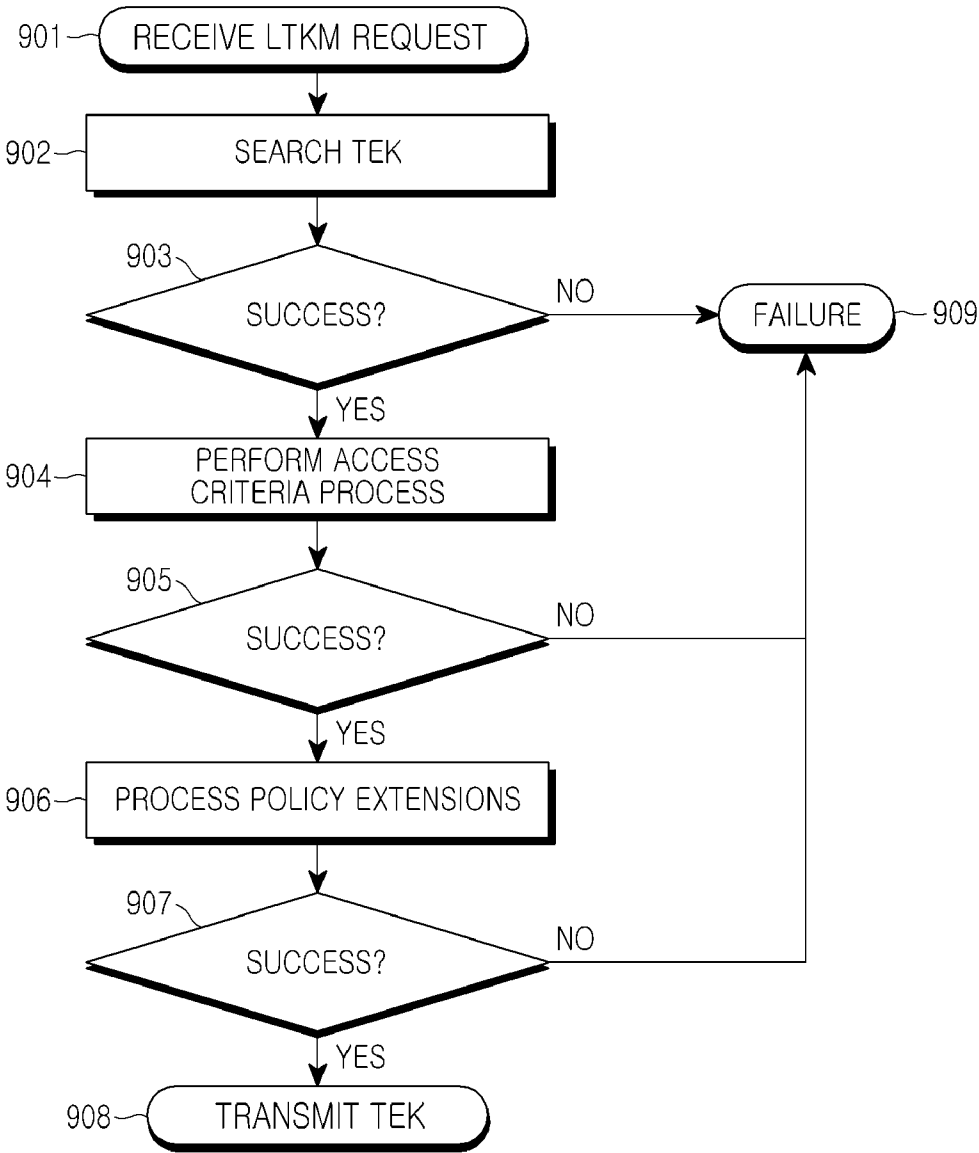 901
RECEIVE LTKM REQUEST
902
SEARCH TEK
903
SUCCESS?
NO
FAILURE
909
YES
904
PERFORM ACCESS
CRITERIA PROCESS
905
SUCCESS?
NO
YES
906
PROCESS POLICY EXTENSIONS
907
SUCCESS?
NO
YES
908
TRANSMIT TEK